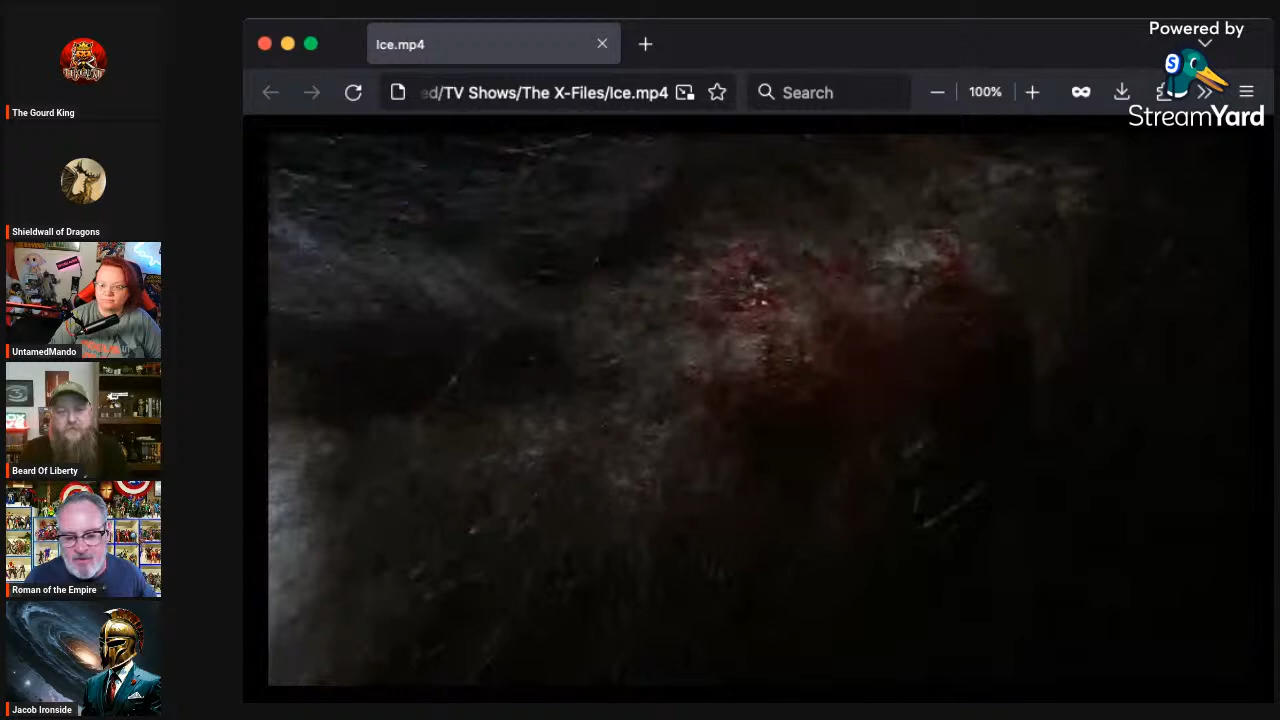 Ice.mp4
ed/TV Shows/The X-Files/Ice.mp4
Search
100%
Powered by
S
StreamYard
The Gourd King
Shieldwall of Dragons
UntamedMando
Beard Of Liberty
Roman of the Empire
Jacob Ironside